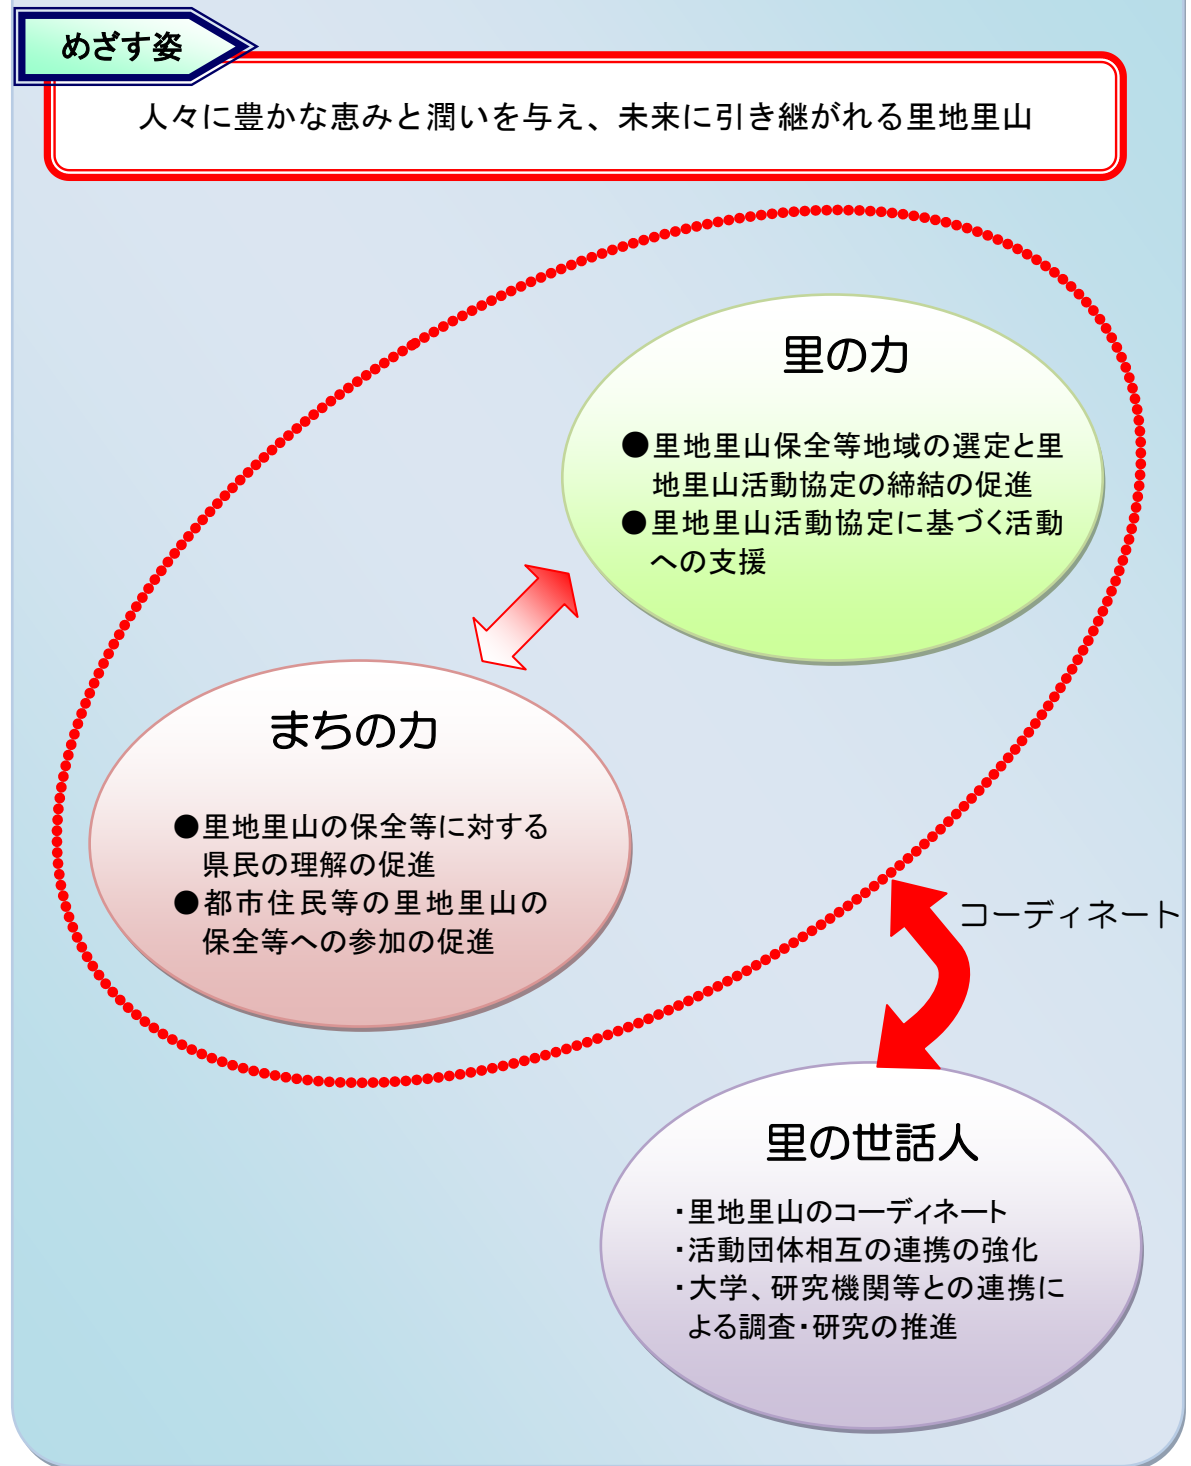 めざす姿
人々に豊かな恵みと潤いを与え、未来に引き継がれる里地里山
里の力
●里地里山保全等地域の選定と里
地里山活動協定の締結の促進
●里地里山活動協定に基づく活動
への支援
まちの力
●里地里山の保全等に対する
県民の理解の促進
●都市住民等の里地里山の
保全等への参加の促進
コーディネート
里の世話人
・里地里山のコーディネート
・活動団体相互の連携の強化
・大学、研究機関等との連携に
よる調査・研究の推進